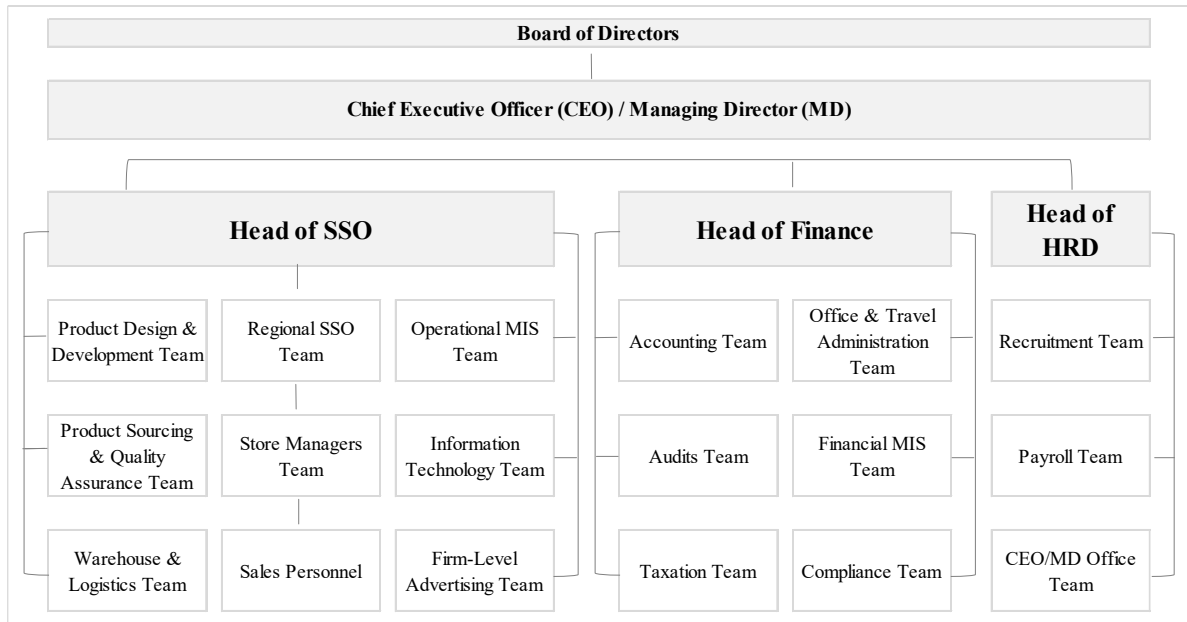 Board of Directors
Chief Executive Officer (CEO) / Managing Director (MD)
Head of SSO
Head of Finance
Head of
HRD
Product Design &
Development Team
Regional SSO
Team
Operational MIS
Team
Accounting Team
Office & Travel
Administration
Team
Recruitment Team
Product Sourcing
& Quality
Assurance Team
Store Managers
Team
Information
Technology Team
Audits Team
Financial MIS
Team
Payroll Team
Warehouse &
Logistics Team
Sales Personnel
Firm-Level
Advertising Team
Taxation Team
Compliance Team
CEO/MD Office
Team